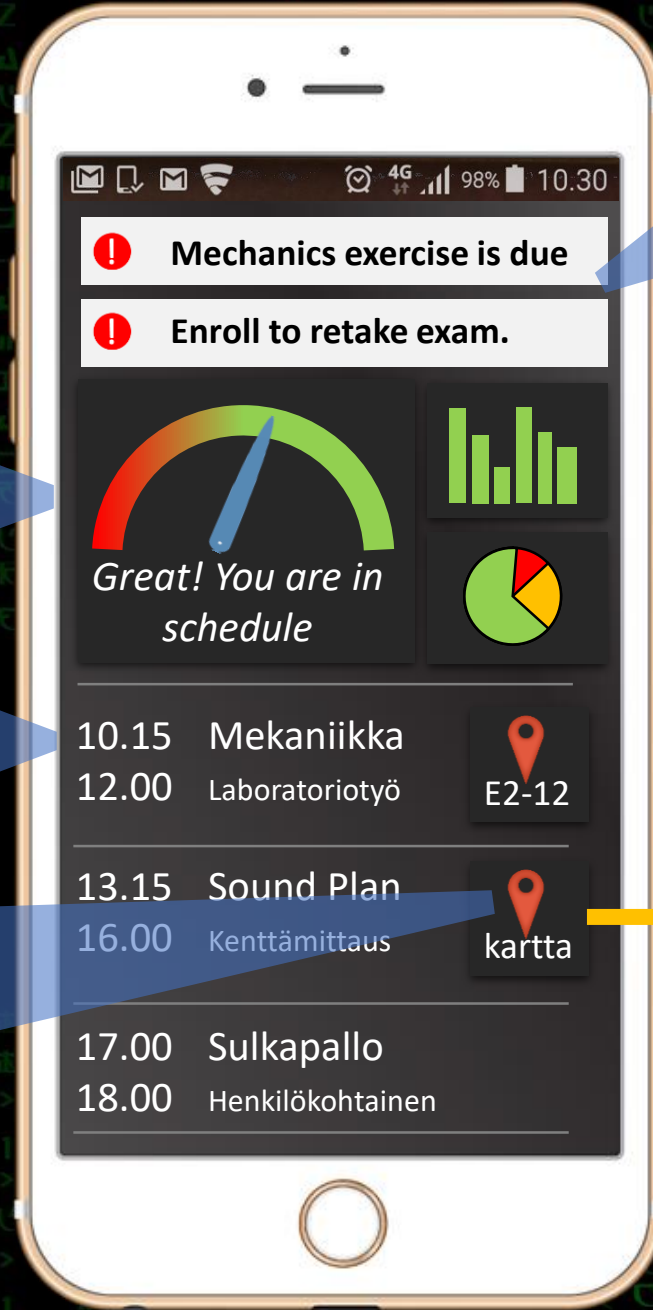 4G 98% 10.30
! Mechanics exercise is due
! Enroll to retake exam.
Great! You are in
schedule
10.15 Mekaniikka
12.00 Laboratoriotyö
E2-12
13.15 Sound Plan
16.00 Kenttämittaus
kartta
17.00 Sulkapallo
18.00 Henkilökohtainen